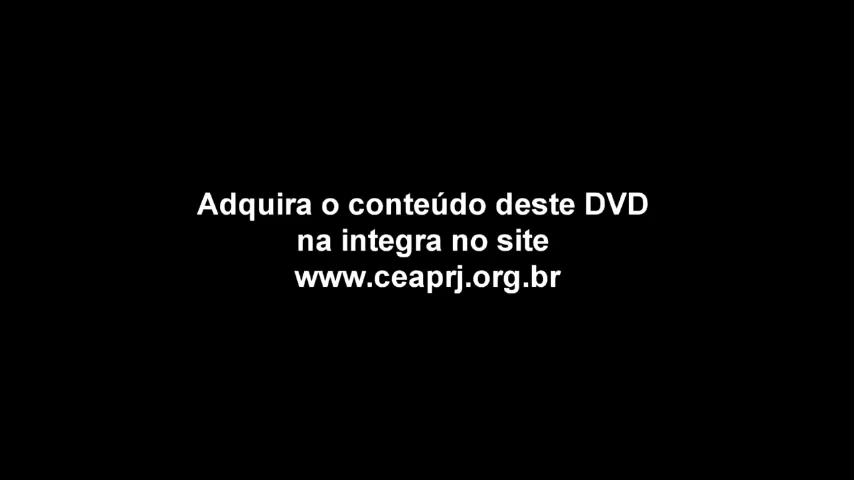 Adquira o conteúdo deste DVD
na integra no site
www.ceaprj.org.br